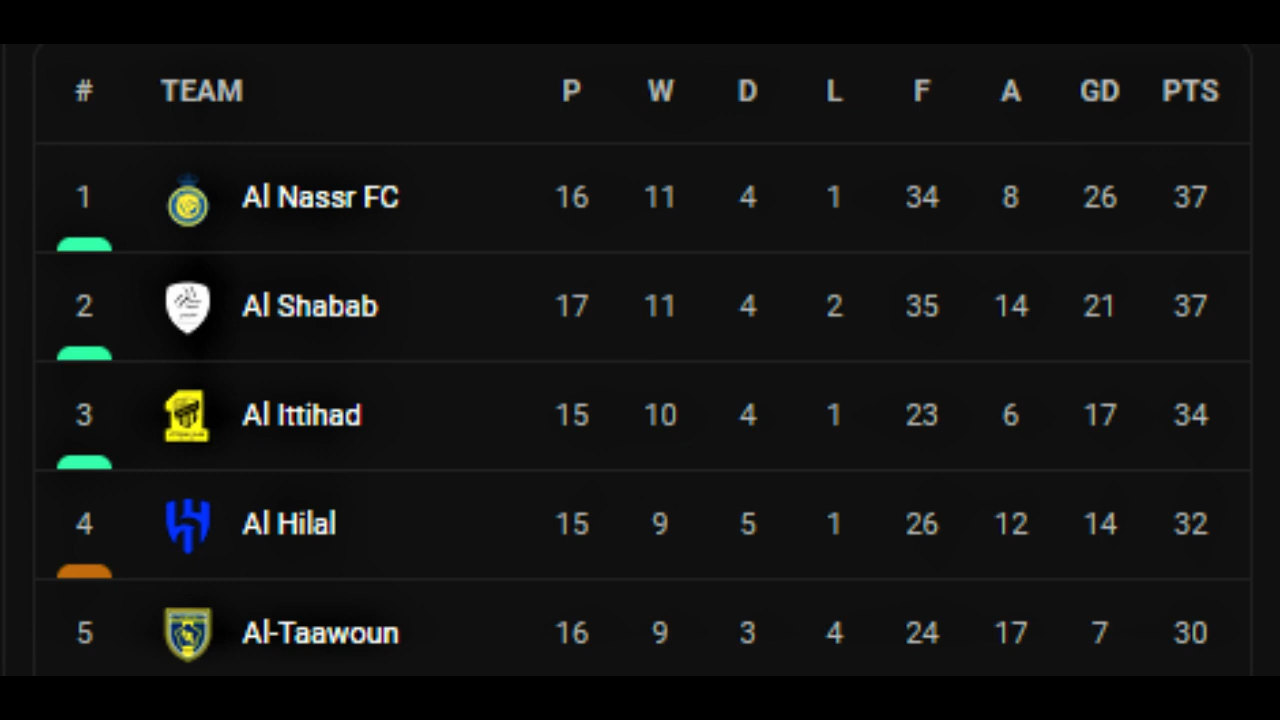 # TEAM P W D L F A GD PTS
1 Al Nassr FC 16 11 4 1 34 8 26 37
2 Al Shabab 17 11 4 2 35 14 21 37
3 Al Ittihad 15 10 4 1 23 6 17 34
4 Al Hilal 15 9 5 1 26 12 14 32
5 Al-Taawoun 16 9 3 4 24 17 7 30